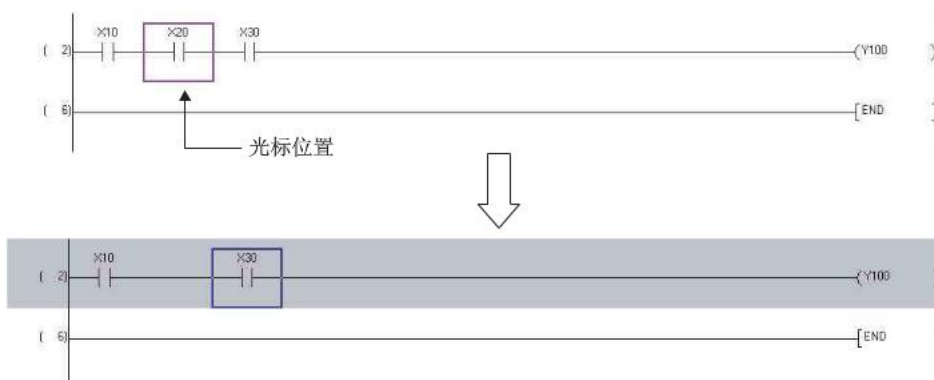 X10 X20 X30
( 2) (Y100 )
( 6) [END ]
光标位置
X10 X30
( 2) (Y100
( 6) [END